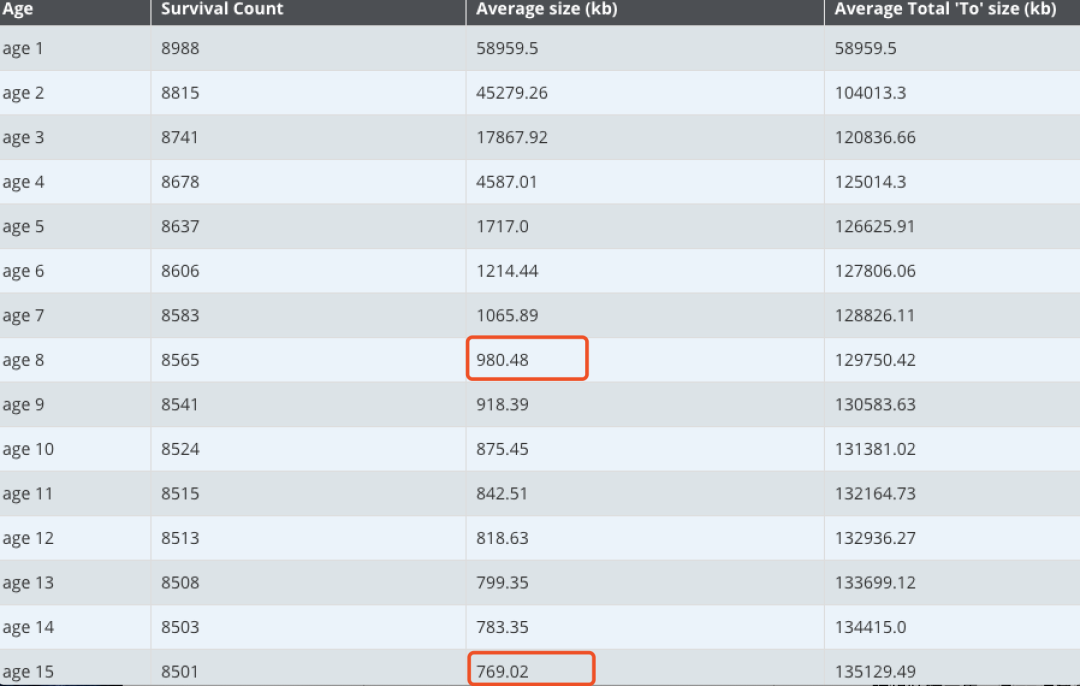 Age Survival Count Average size (kb) Average Total 'To' size (kb)
age 1 8988 58959.5 58959.5
age 2 8815 45279.26 104013.3
age 3 8741 17867.92 120836.66
age 4 8678 4587.01 125014.3
age 5 8637 1717.0 126625.91
age 6 8606 1214.44 127806.06
age 7 8583 1065.89 128826.11
age 8 8565 980.48 129750.42
age 9 8541 918.39 130583.63
age 10 8524 875.45 131381.02
age 11 8515 842.51 132164.73
age 12 8513 818.63 132936.27
age 13 8508 799.35 133699.12
age 14 8503 783.35 134415.0
age 15 8501 769.02 135129.49